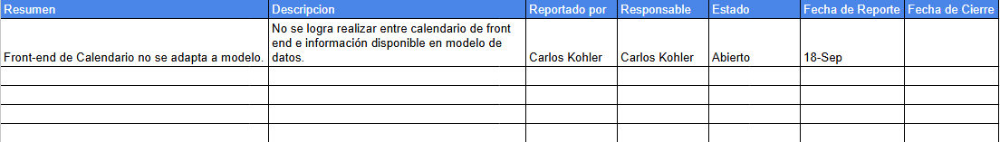 Resumen Descripcion Reportado por Responsable Estado Fecha de Reporte Fecha de Cierre
No se logra realizar entre calendario de front
end e información disponible en modelo de
Front-end de Calendario no se adapta a modelo. datos. Carlos Kohler Carlos Kohler Abierto 18-Sep